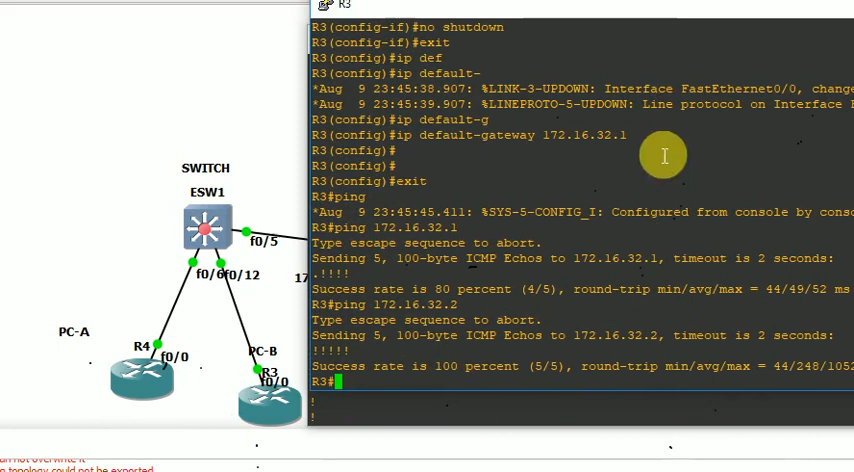 R3
R3(config-if)#no shutdown
R3(config-if)#exit
R3(config)#ip def
R3(config)#ip default-
*Aug  9 23:45:38.907: %LINK-3-UPDOWN: Interface FastEthernet0/0, change
*Aug  9 23:45:39.907: %LINEPROTO-5-UPDOWN: Line protocol on Interface F
R3(config)#ip default-g
R3(config)#ip default-gateway 172.16.32.1
R3(config)#
R3(config)#
R3(config)#exit
R3#ping
*Aug  9 23:45:45.411: %SYS-5-CONFIG_I: Configured from console by conso
R3#ping 172.16.32.1
Type escape sequence to abort.
Sending 5, 100-byte ICMP Echos to 172.16.32.1, timeout is 2 seconds:
.!!!!
Success rate is 80 percent (4/5), round-trip min/avg/max = 44/49/52 ms
R3#ping 172.16.32.2
Type escape sequence to abort.
Sending 5, 100-byte ICMP Echos to 172.16.32.2, timeout is 2 seconds:
!!!!!
Success rate is 100 percent (5/5), round-trip min/avg/max = 44/248/1052
R3#
!
!
SWITCH
ESW1
f0/5
f0/6
f0/12
17
PC-A
R4
f0/0
PC-B
R3
f0/0
not overwrite it
topology could not be exported